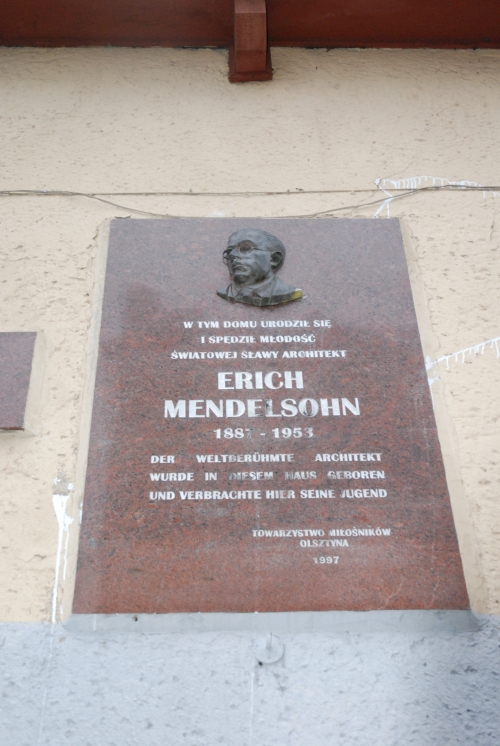 W TYM DOMU URODZIŁ SIĘ
I SPĘDZIŁ MŁODOŚĆ
ŚWIATOWEJ SŁAWY ARCHITEKT
ERICH
MENDELSOHN
1887 - 1953
DER WELTBERÜHMTE ARCHITEKT
WURDE IN DIESEM HAUS GEBOREN
UND VERBRACHTE HIER SEINE JUGEND
TOWARZYSTWO MIŁOŚNIKÓW
OLSZTYNA
1997